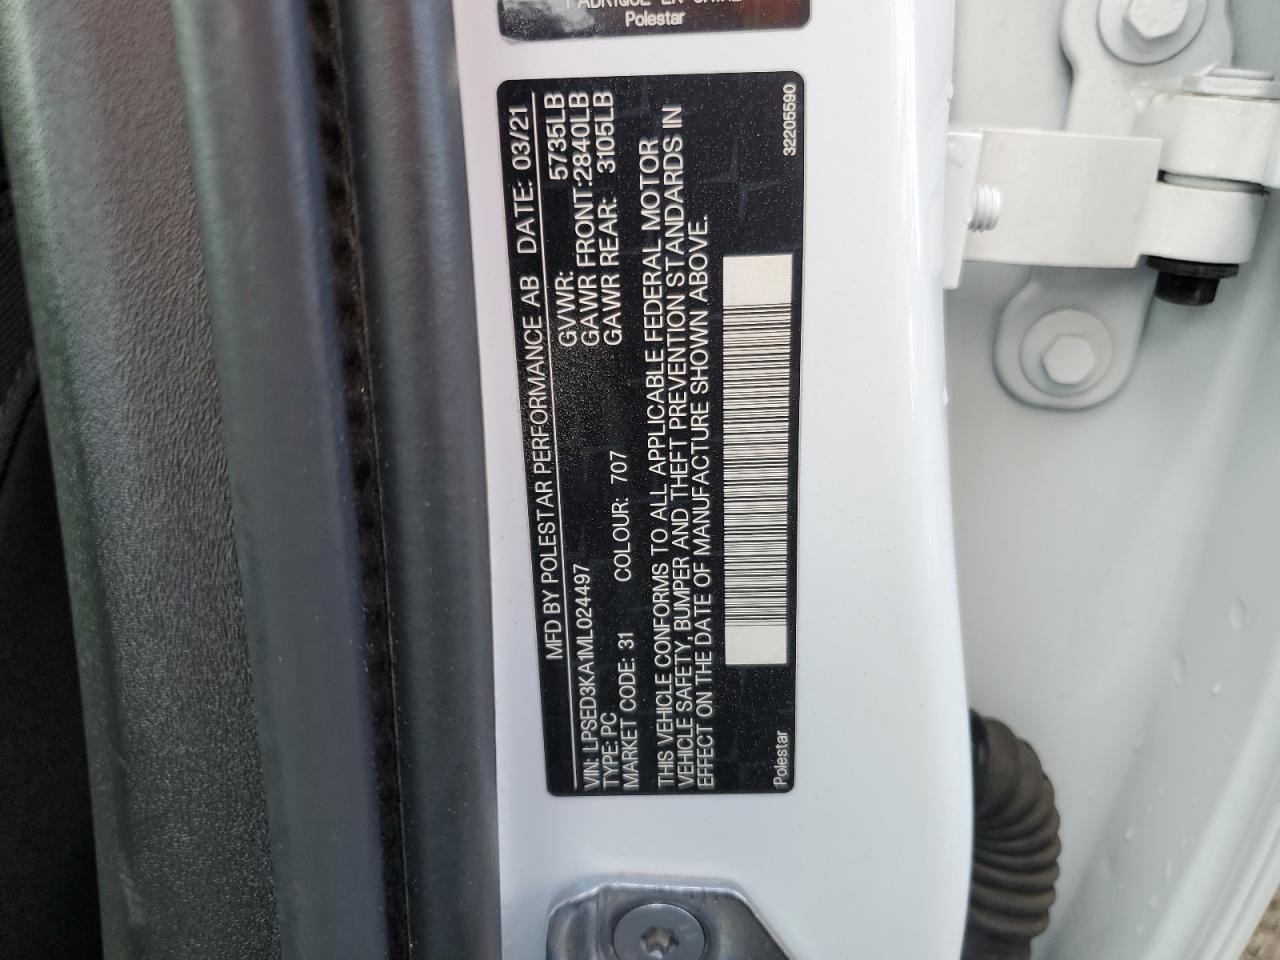 Polestar
MFD BY POLESTAR PERFORMANCE AB DATE: 03/21
GVWR: 5735LB
GAWR FRONT:2840LB
GAWR REAR: 3105LB
VIN: LPSED3KA1ML024497
TYPE: PC
MARKET CODE: 31 COLOUR: 707
THIS VEHICLE CONFORMS TO ALL APPLICABLE FEDERAL MOTOR
VEHICLE SAFETY, BUMPER AND THEFT PREVENTION STANDARDS IN
EFFECT ON THE DATE OF MANUFACTURE SHOWN ABOVE.
Polestar 32205590